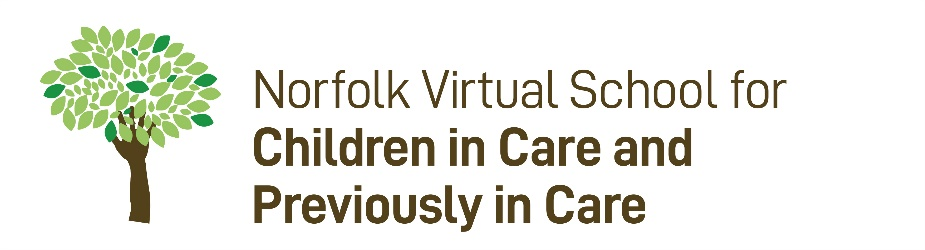 Norfolk Virtual School for
Children in Care and
Previously in Care